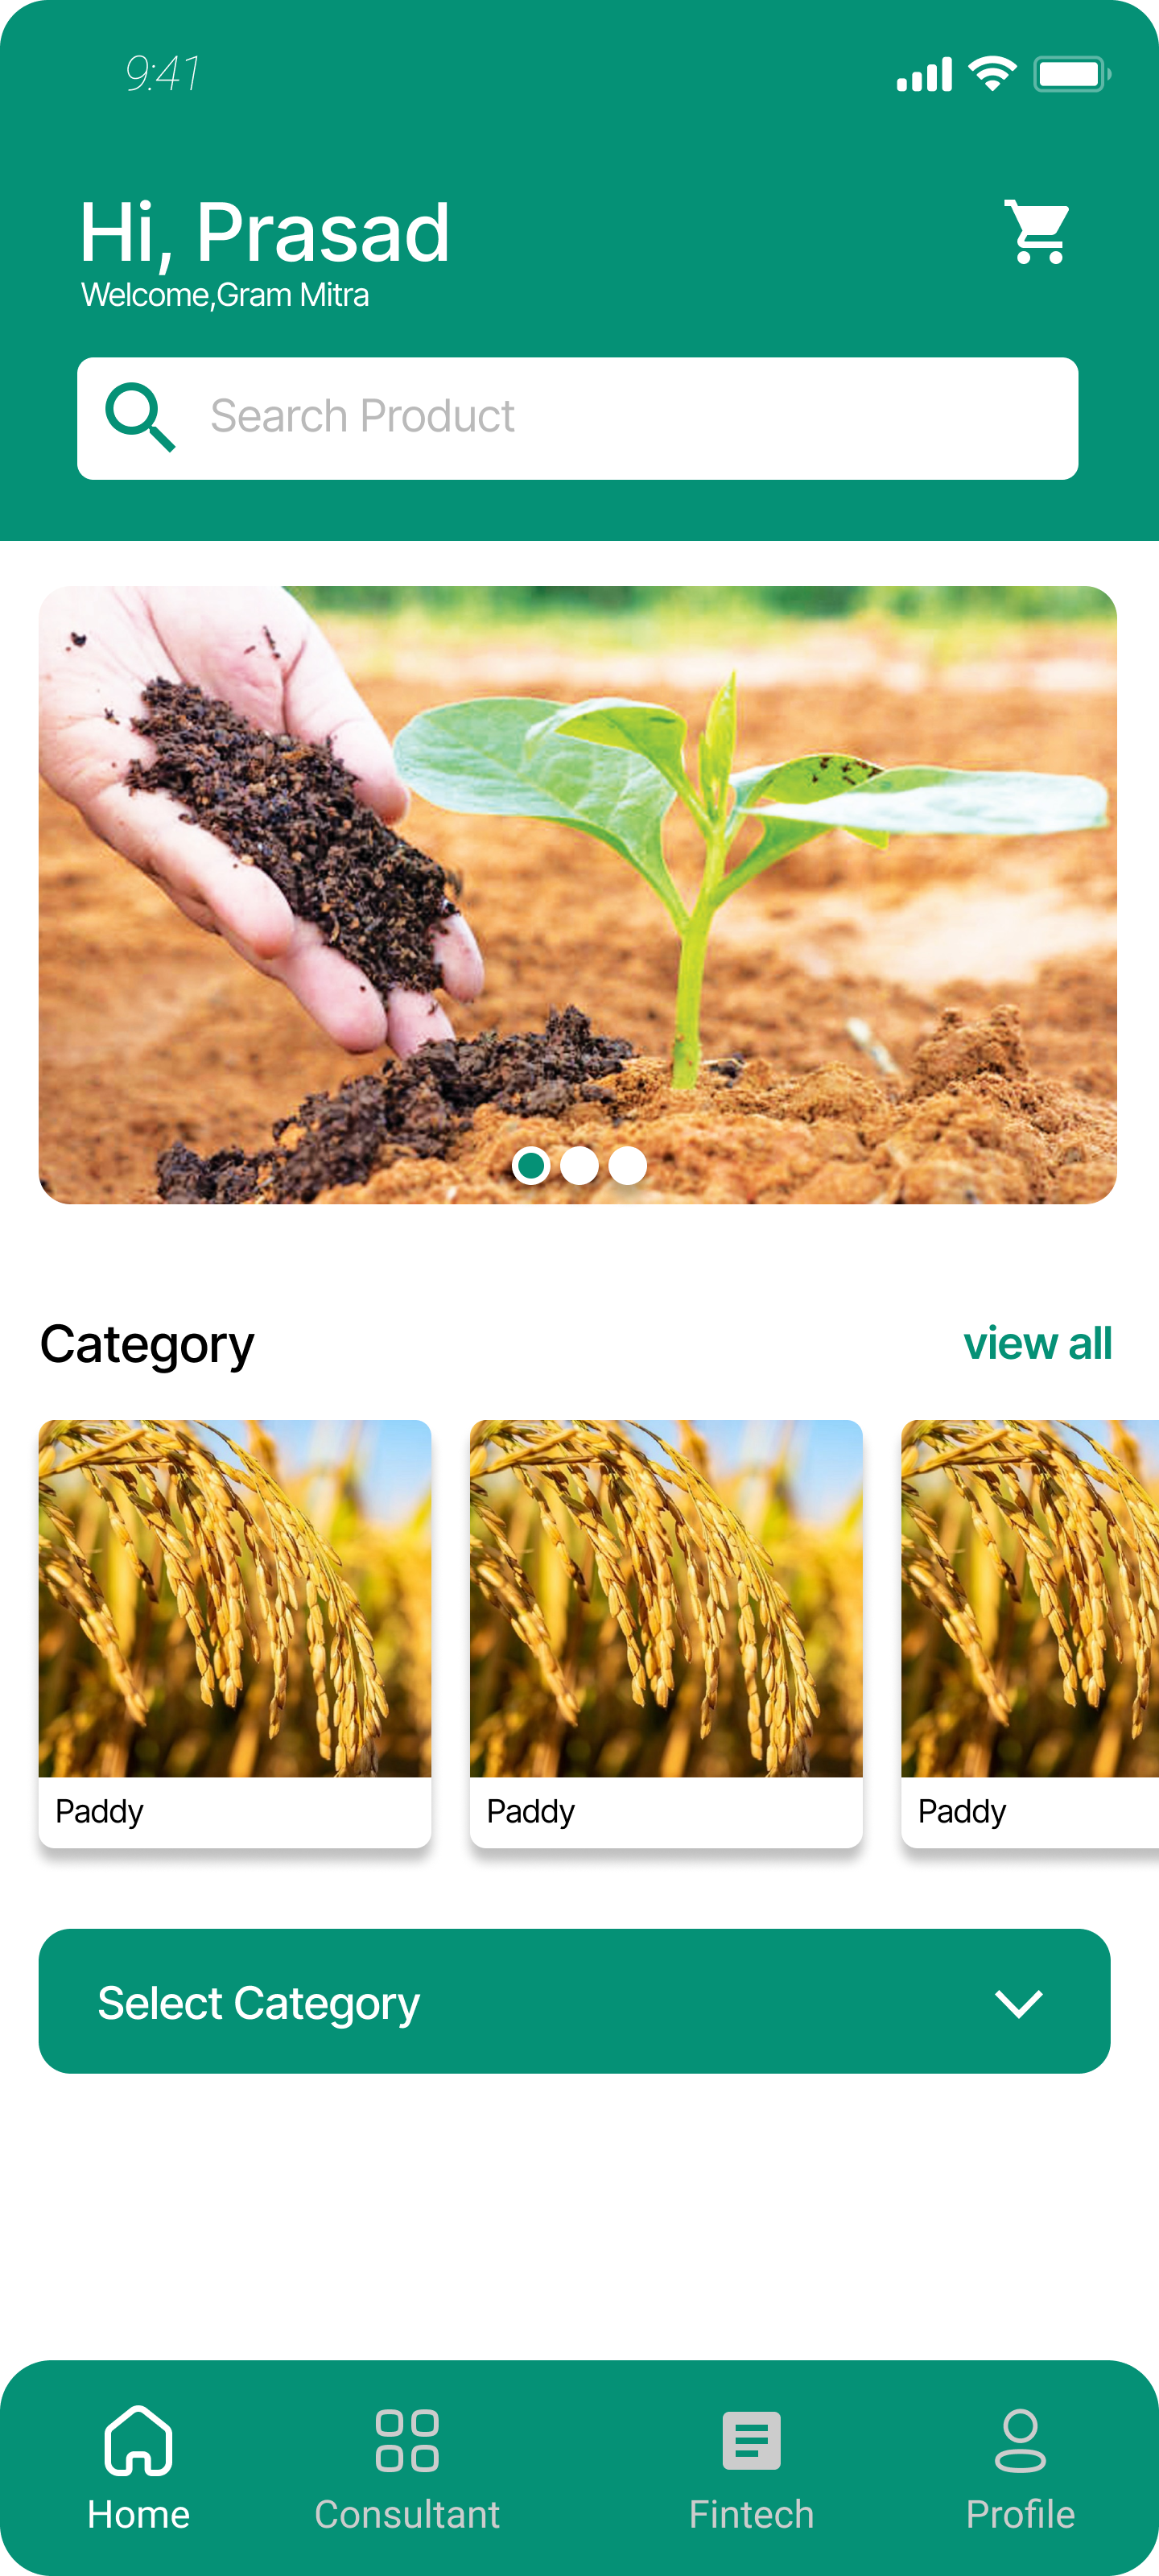 9:41
Hi, Prasad
Welcome,Gram Mitra
Search Product
Category
view all
Paddy
Paddy
Paddy
Select Category
Home
Consultant
Fintech
Profile